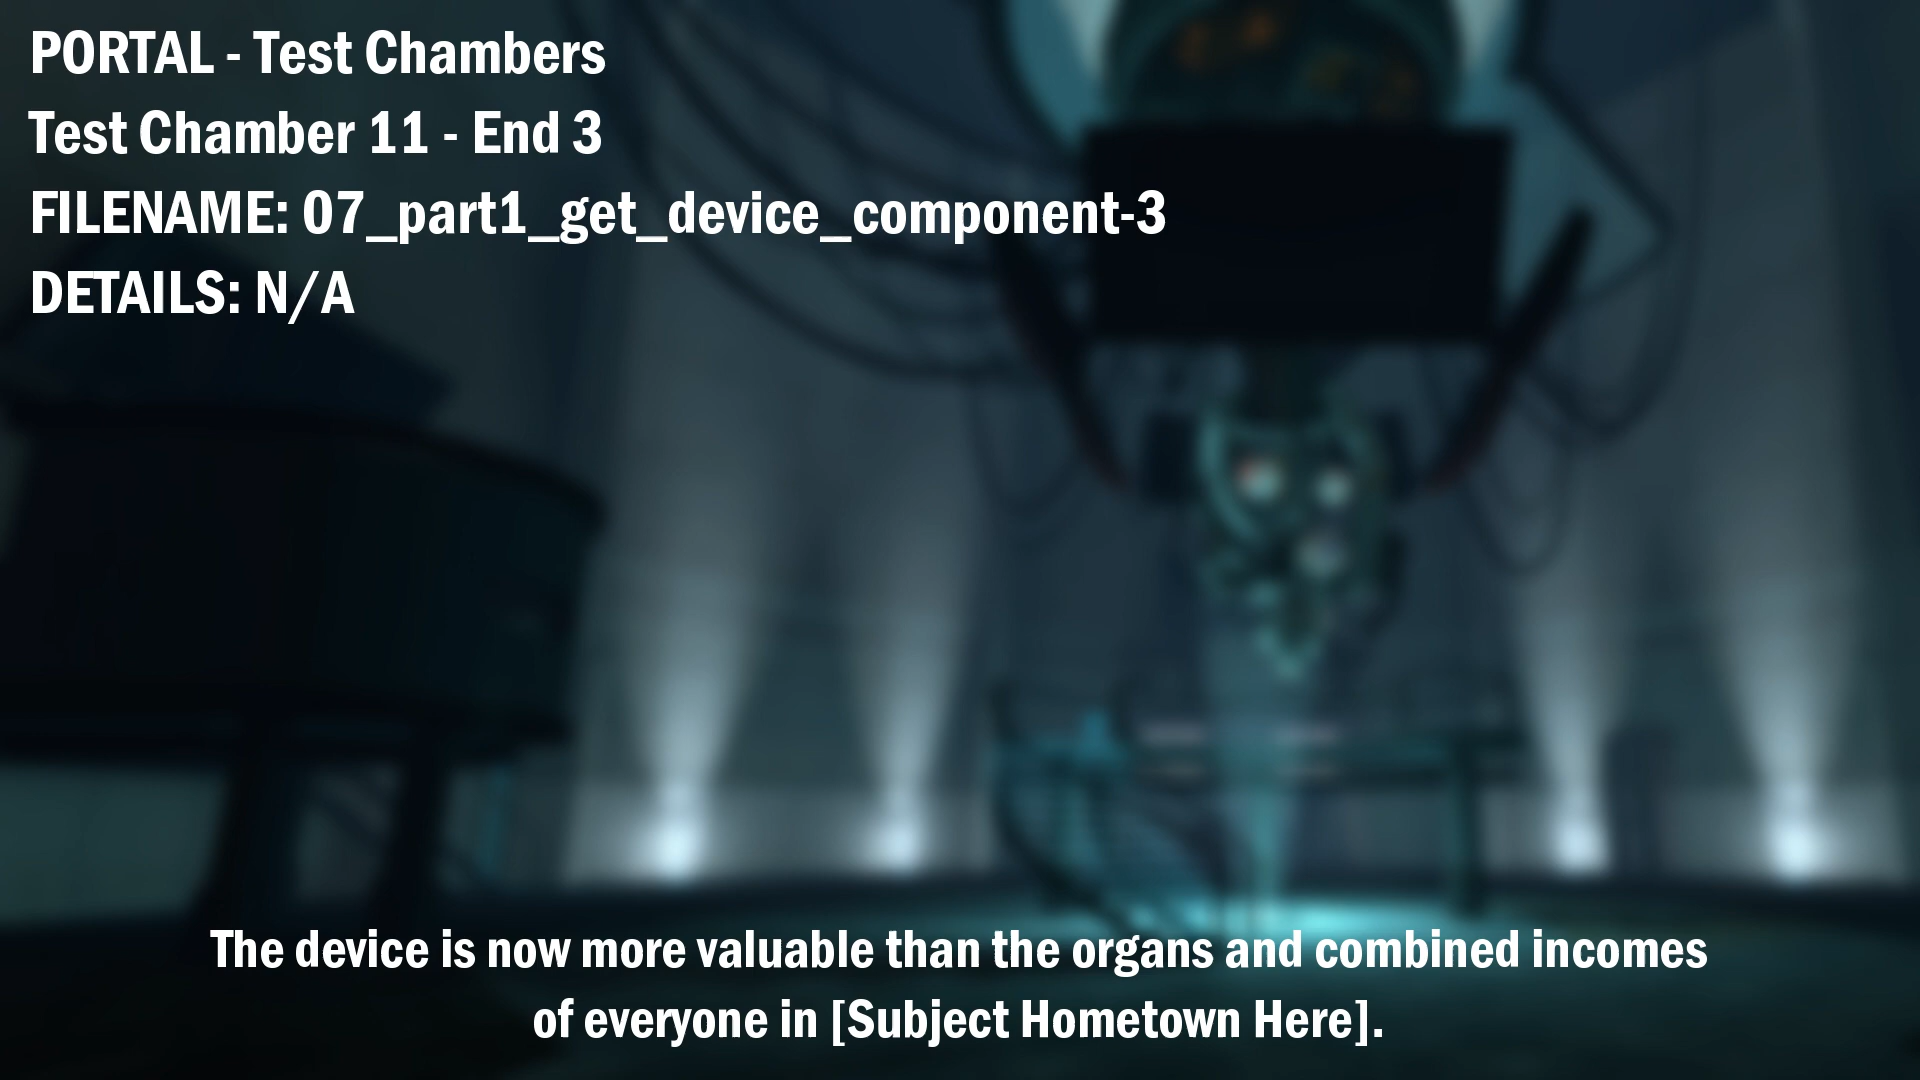 PORTAL - Test Chambers
Test Chamber 11 - End 3
FILENAME: 07_part1_get_device_component-3
DETAILS: N/A
The device is now more valuable than the organs and combined incomes
of everyone in [Subject Hometown Here].